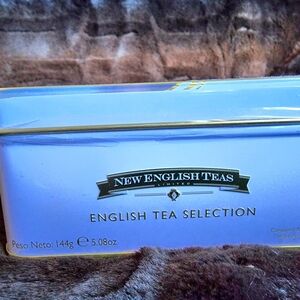 NEW ENGLISH TEAS
LIMITED
ENGLISH TEA SELECTION
Peso Neto: 144g ℮ 5.08oz.